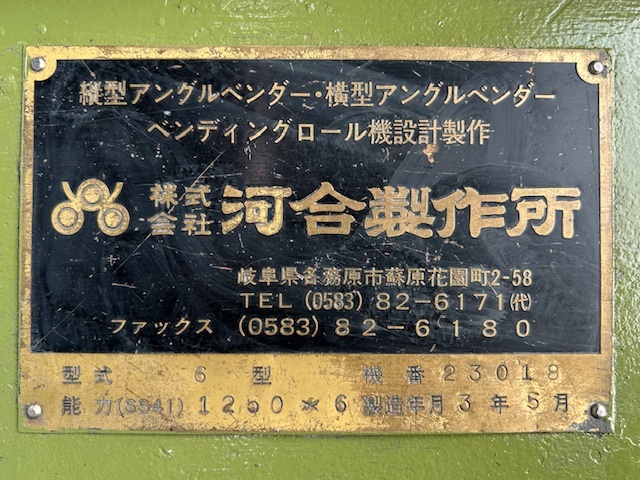 縦型アングルベンダー・横型アングルベンダー
ベンディングロール機設計製作
株式会社 河合製作所
岐阜県各務原市蘇原花園町2-58
TEL (0583) 82-6171(代)
ファックス (0583) 82-6180
型式 6型 機番 23018
能力(SS41) 1250×6 製造年月 3年5月